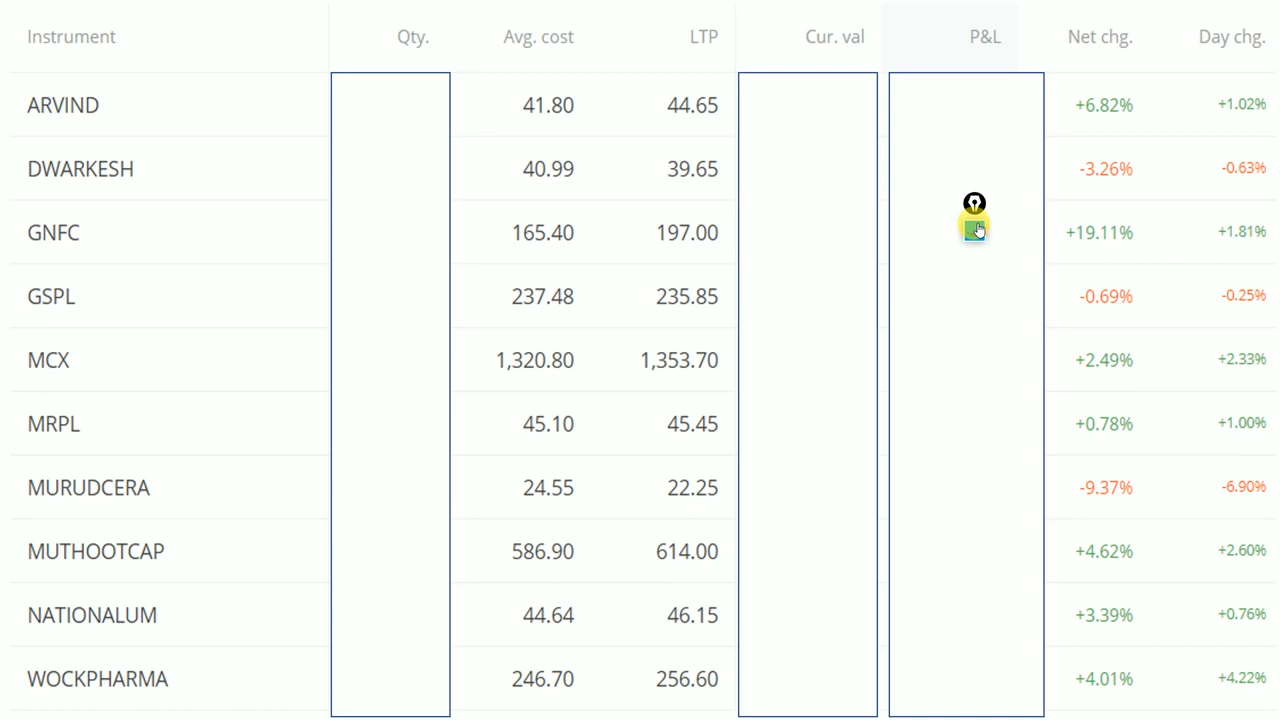 Instrument Qty. Avg. cost LTP Cur. val P&L Net chg. Day chg.
ARVIND 41.80 44.65 +6.82% +1.02%
DWARKESH 40.99 39.65 -3.26% -0.63%
GNFC 165.40 197.00 +19.11% +1.81%
GSPL 237.48 235.85 -0.69% -0.25%
MCX 1,320.80 1,353.70 +2.49% +2.33%
MRPL 45.10 45.45 +0.78% +1.00%
MURUDCERA 24.55 22.25 -9.37% -6.90%
MUTHOOTCAP 586.90 614.00 +4.62% +2.60%
NATIONALUM 44.64 46.15 +3.39% +0.76%
WOCKPHARMA 246.70 256.60 +4.01% +4.22%